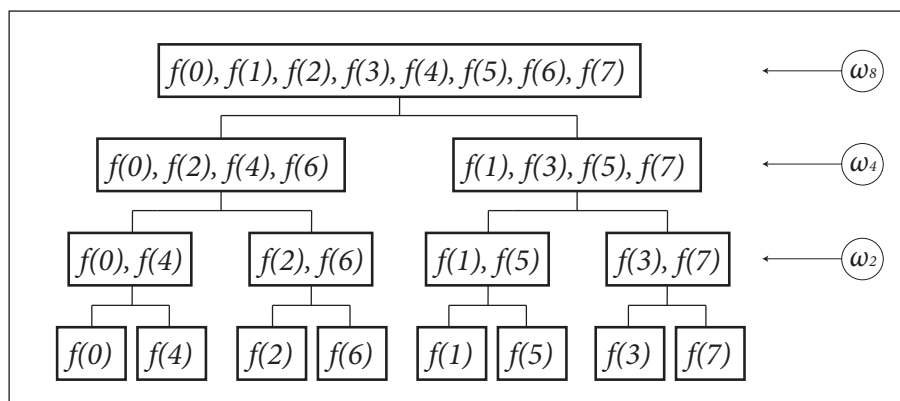 f(0), f(1), f(2), f(3), f(4), f(5), f(6), f(7) ω₈
f(0), f(2), f(4), f(6) f(1), f(3), f(5), f(7) ω₄
f(0), f(4) f(2), f(6) f(1), f(5) f(3), f(7) ω₂
f(0) f(4) f(2) f(6) f(1) f(5) f(3) f(7)